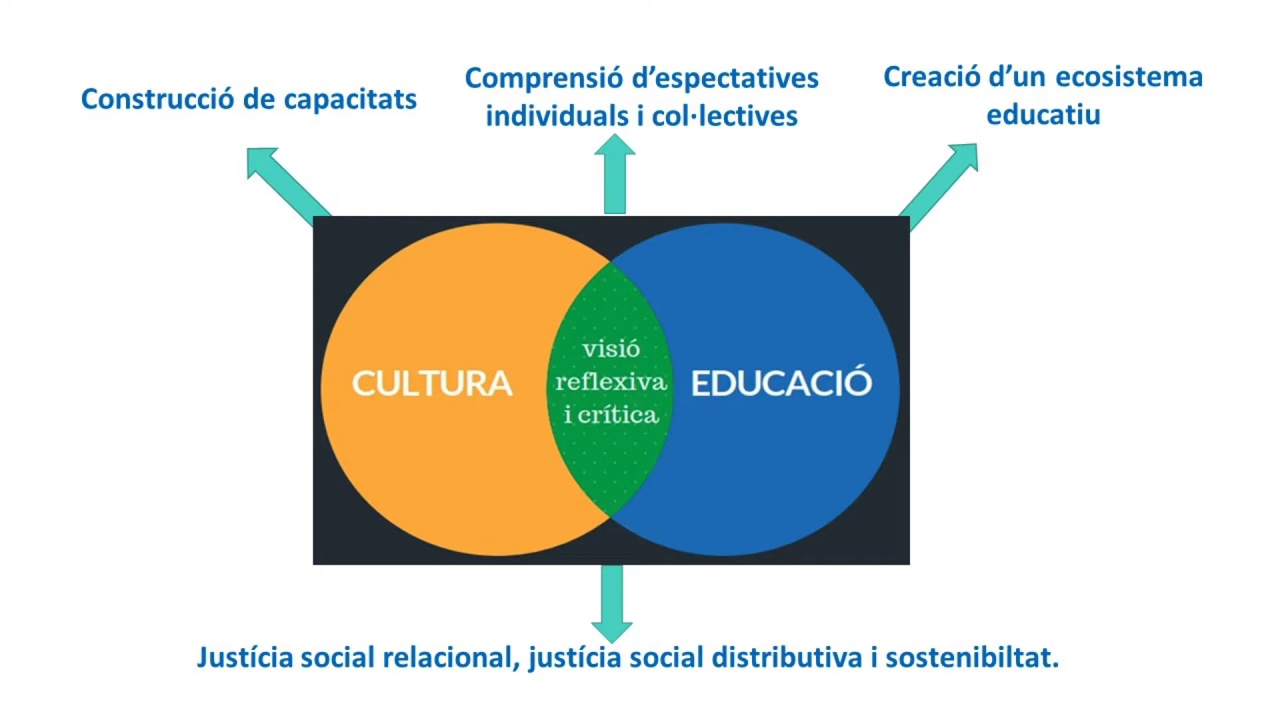 Construcció de capacitats
Comprensió d’espectatives
individuals i col·lectives
Creació d’un ecosistema
educatiu
CULTURA
visió
reflexiva
i crítica
EDUCACIÓ
Justícia social relacional, justícia social distributiva i sostenibiltat.